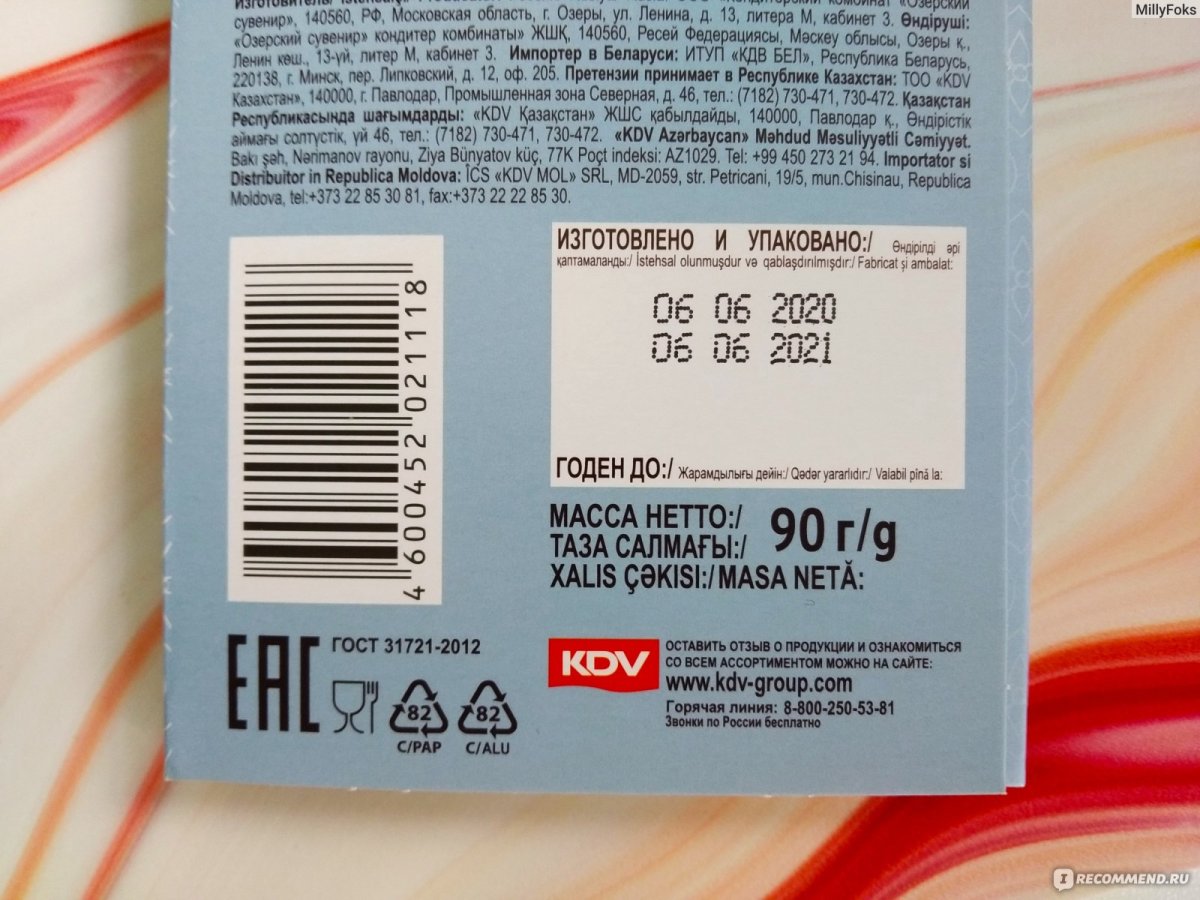 MillyFoks
сувенир», 140560, РФ, Московская область, г. Озеры, ул. Ленина, д. 13, литера М, кабинет 3. Өндіруші:
«Озерский сувенир» кондитер комбинаты» ЖШҚ, 140560, Ресей Федерациясы, Мәскеу облысы, Озеры қ.,
Ленин көш., 13-үй, литер М, кабинет 3. Импортер в Беларуси: ИТУП «КДВ БЕЛ», Республика Беларусь,
220138, г. Минск, пер. Липковский, д. 12, оф. 205. Претензии принимает в Республике Казахстан: ТОО «KDV
Казахстан», 140000, г. Павлодар, Промышленная зона Северная, д. 46, тел.: (7182) 730-471, 730-472. Қазақстан
Республикасында шағымдарды: «KDV Қазақстан» ЖШС қабылдайды, 140000, Павлодар қ., Өндірістік
аймағы солтүстік, үй 46, тел.: (7182) 730-471, 730-472. «KDV Azərbaycan» Məhdud Məsuliyyətli Cəmiyyət.
Bakı şəh, Nərimanov rayonu, Ziya Bünyatov küç, 77K Poçt indeksi: AZ1029. Tel: +99 450 273 21 94. Importator si
Distribuitor in Republica Moldova: ÎCS «KDV MOL» SRL, MD-2059, str. Petricani, 19/5, mun.Chisinau, Republica
Moldova, tel:+373 22 85 30 81, fax:+373 22 22 85 30.
ИЗГОТОВЛЕНО И УПАКОВАНО:/ Өндірілді әрі
қаптамаланды:/ İstehsal olunmuşdur və qablaşdırılmışdır:/ Fabricat și ambalat:
06 06 2020
06 06 2021
ГОДЕН ДО:/ Жарамдылығы дейін:/ Qədər yararlıdır:/ Valabil pînă la:
4 600452 021118
МАССА НЕТТО:/
ТАЗА САЛМАҒЫ:/ 90 г/g
XALIS ÇƏKISI:/ MASA NETĂ:
EAC ГОСТ 31721-2012
82
C/PAP
82
C/ALU
KDV
ОСТАВИТЬ ОТЗЫВ О ПРОДУКЦИИ И ОЗНАКОМИТЬСЯ
СО ВСЕМ АССОРТИМЕНТОМ МОЖНО НА САЙТЕ:
www.kdv-group.com
Горячая линия: 8-800-250-53-81
Звонки по России бесплатно
IRECOMMEND.RU